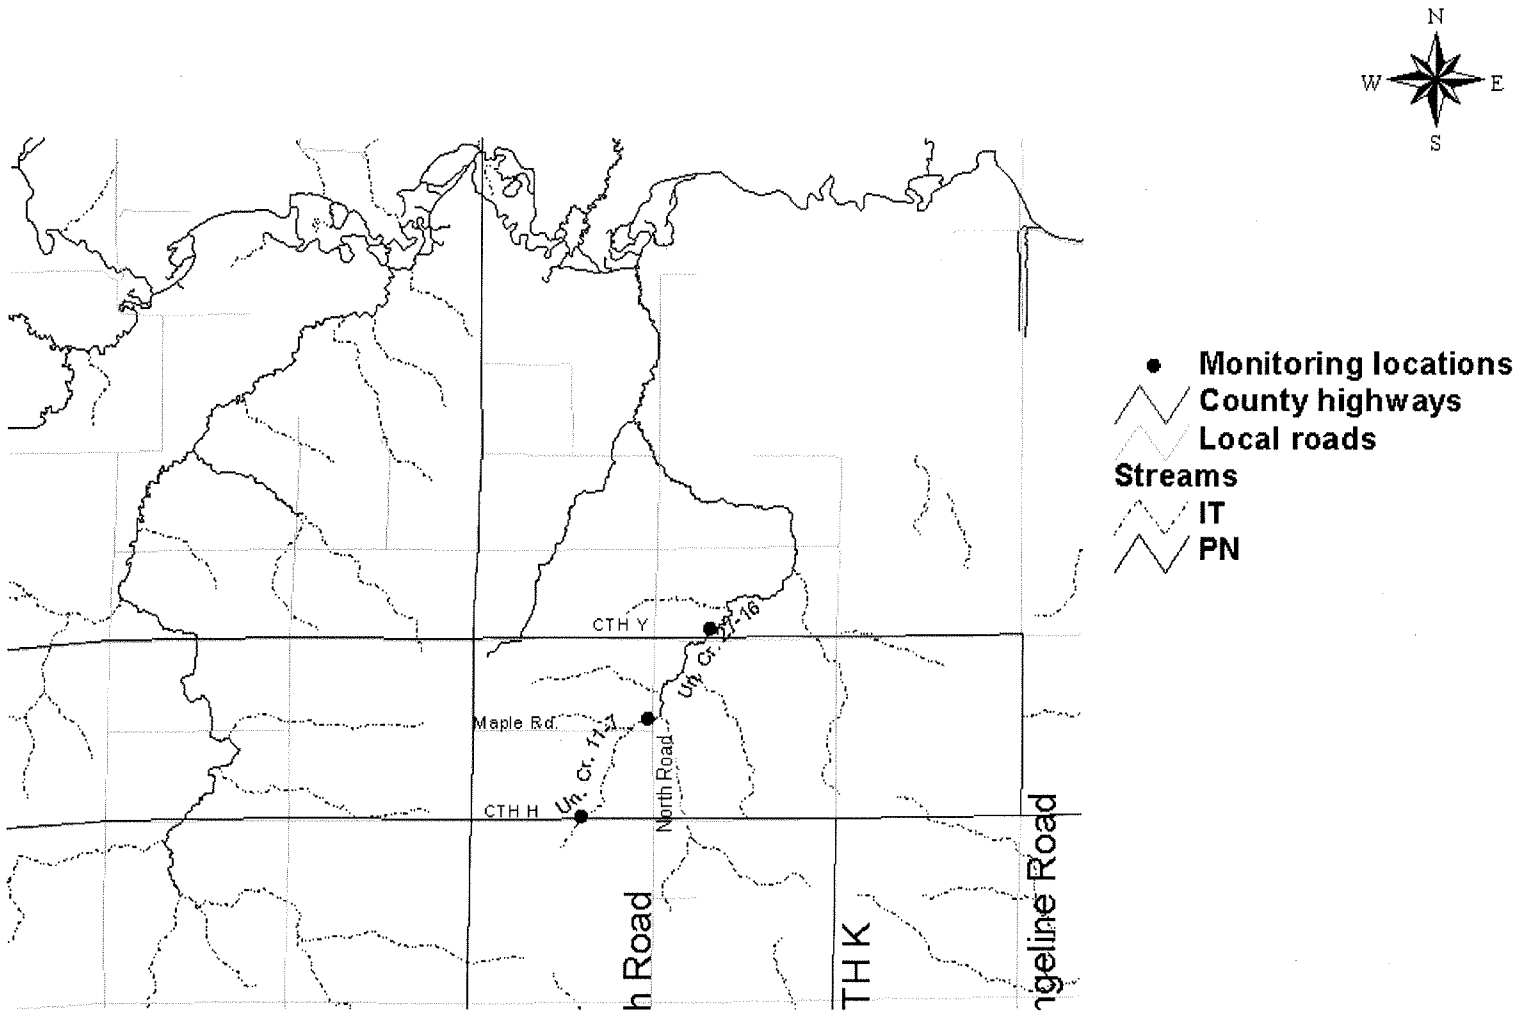 N
W E
S
Monitoring locations
County highways
Local roads
Streams
IT
PN
CTH Y
Un. Cr. 27-16
Maple Rd.
Un. Cr. 11-7
North Road
CTH H
h Road
TH K
ngeline Road